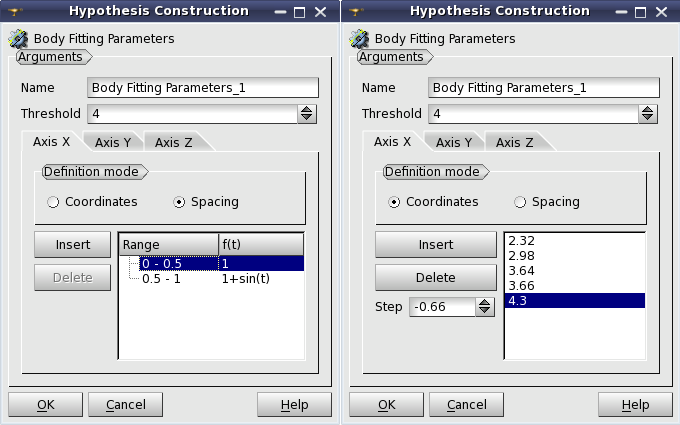 Hypothesis Construction
Body Fitting Parameters
Arguments
Name Body Fitting Parameters_1
Threshold 4
Axis X Axis Y Axis Z
Definition mode
Coordinates Spacing
Insert
Delete
Range f(t)
0 - 0.5 1
0.5 - 1 1+sin(t)
OK Cancel Help
Hypothesis Construction
Body Fitting Parameters
Arguments
Name Body Fitting Parameters_1
Threshold 4
Axis X Axis Y Axis Z
Definition mode
Coordinates Spacing
Insert
Delete
Step -0.66
2.32
2.98
3.64
3.66
4.3
OK Cancel Help